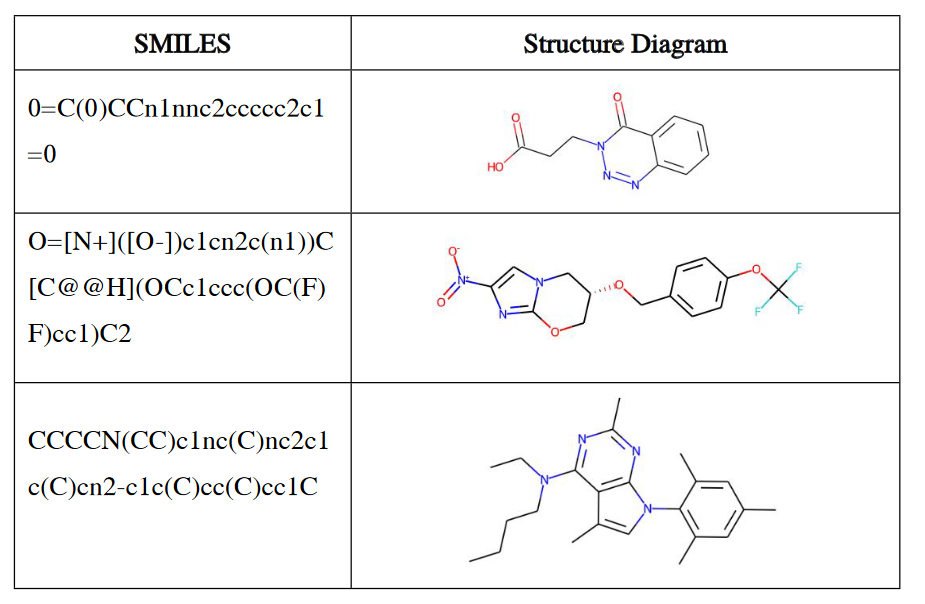 SMILES
Structure Diagram
0=C(0)CCn1nnc2ccccc2c1
=0
O
O
HO
N
N
N
O=[N+]([O-])c1cn2c(n1))C
[C@@H](OCc1ccc(OC(F)
F)cc1)C2
O-
N+
O
N
N
O
O
O
F
F
F
CCCCN(CC)c1nc(C)nc2c1
c(C)cn2-c1c(C)cc(C)cc1C
N
N
N
N